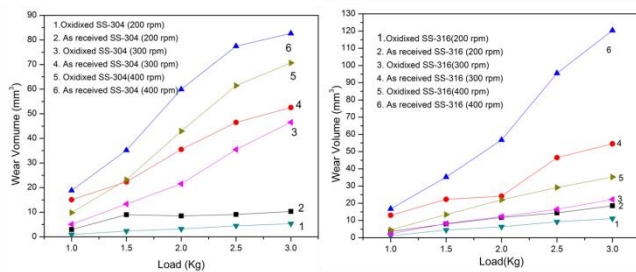 1.Oxidixed SS-304 (200 rpm)
2. As received SS-304 (200 rpm)
3. Oxidixed SS-304 (300 rpm)
4. As received SS-304 (300 rpm)
5. Oxidixed SS-304(400 rpm)
6. As received SS-304 (400 rpm)
90
80
70
60
50
40
30
20
10
0
Wear Vomume (mm³)
6
5
4
3
2
1
1.0 1.5 2.0 2.5 3.0
Load(Kg)
1.Oxidixed SS-316 (200 rpm)
2. As received SS-316 (200 rpm)
3. Oxidixed SS-316(300 rpm)
4. As received SS-316 (300 rpm)
5. Oxidixed SS-316(400 rpm)
6. As received SS-316 (400 rpm)
130
120
110
100
90
80
70
60
50
40
30
20
10
0
Wear Volume (mm³)
6
4
5
3
2
1
1.0 1.5 2.0 2.5 3.0
Load (Kg)